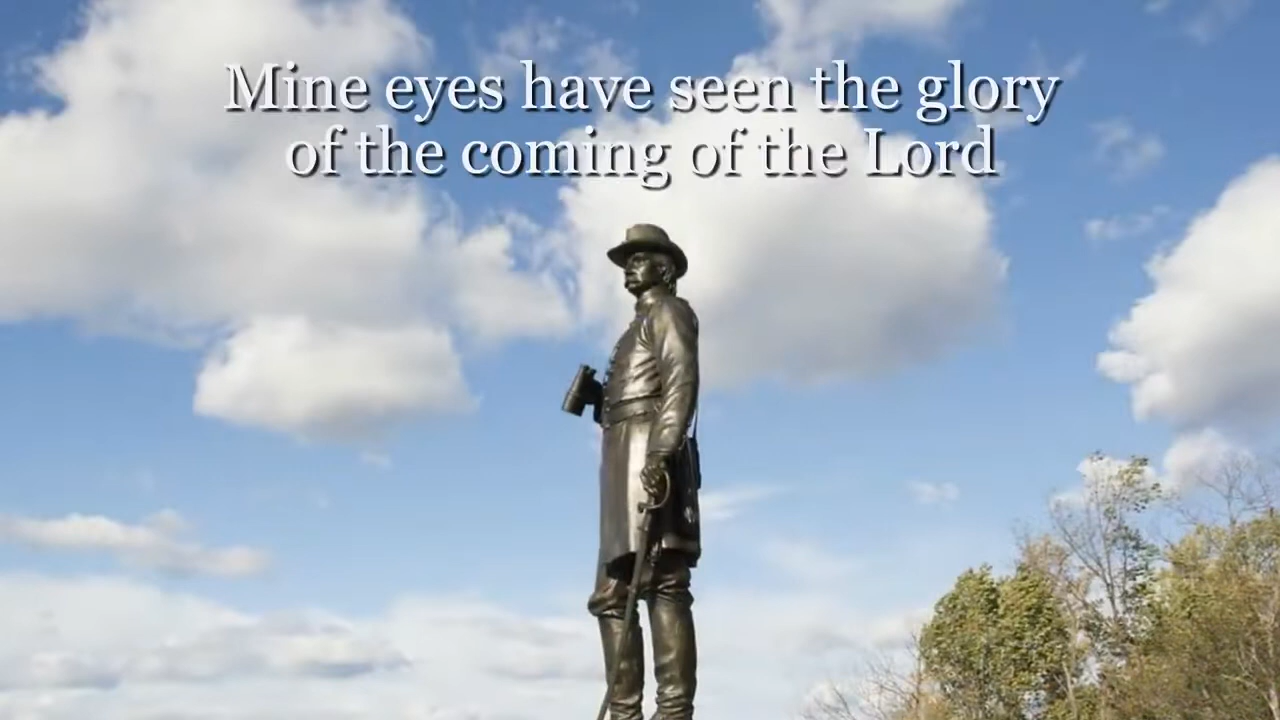 Mine eyes have seen the glory
of the coming of the Lord